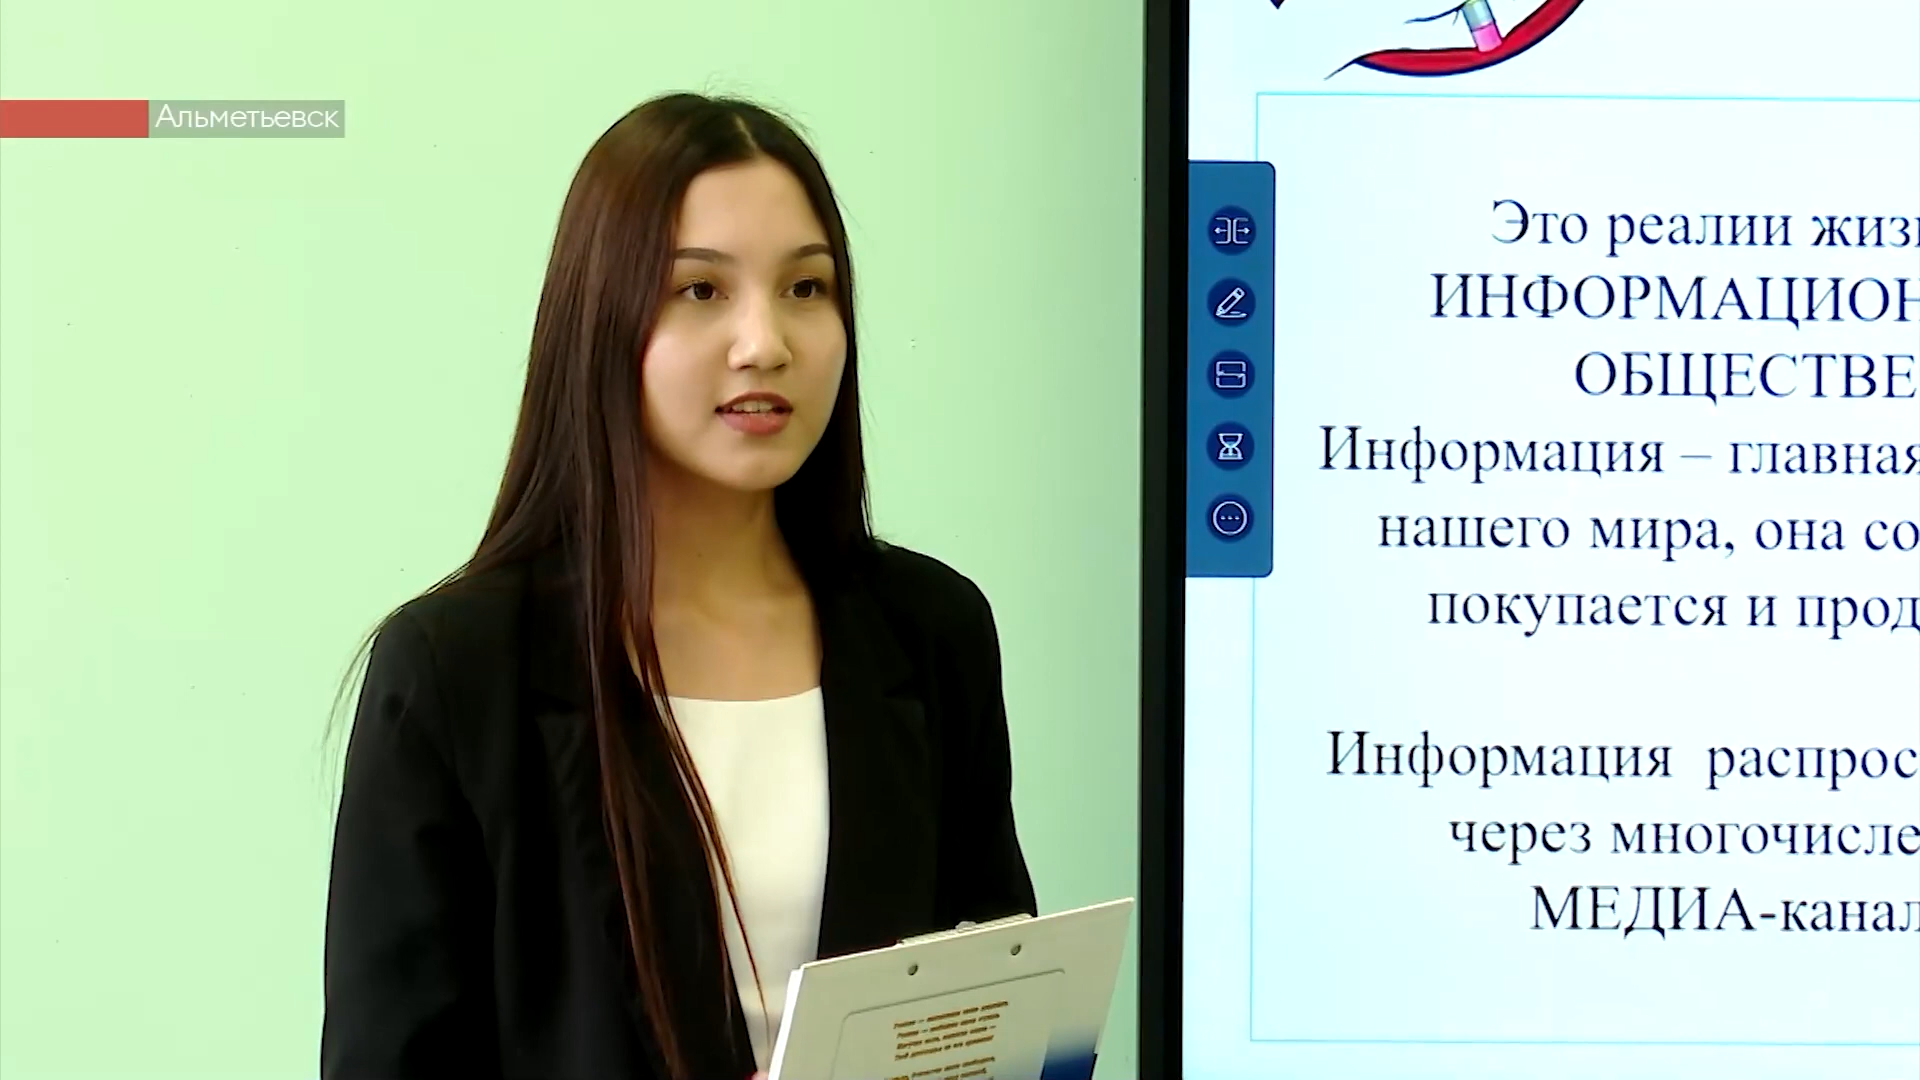 Альметьевск
Это реалии
ИНФОРМАЦИОН
ОБЩЕСТВЕ
Информация – главная
нашего мира, она со
покупается и прод
Информация распрос
через многочисле
МЕДИА-канал